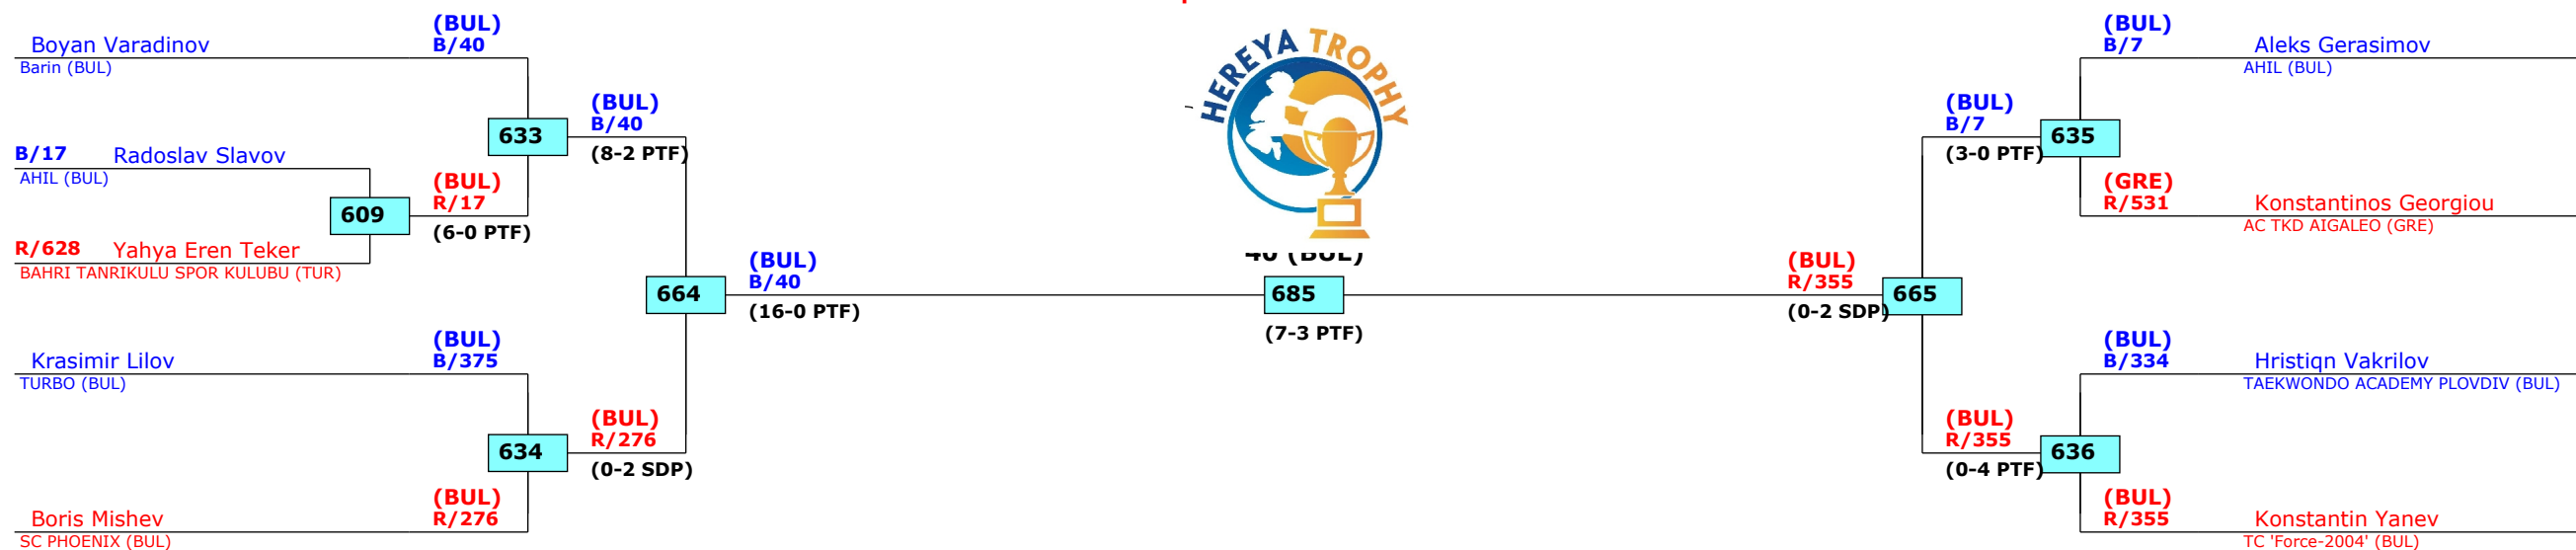 Boyan Varadinov
(BUL)
B/40
Barin (BUL)
B/17 Radoslav Slavov
AHIL (BUL)
R/628 Yahya Eren Teker
BAHRI TANRIKULU SPOR KULUBU (TUR)
609
(BUL)
R/17
(6-0 PTF)
633
(BUL)
B/40
(8-2 PTF)
Krasimir Lilov
(BUL)
B/375
TURBO (BUL)
634
(BUL)
R/276
(0-2 SDP)
Boris Mishev
(BUL)
R/276
SC PHOENIX (BUL)
664
(BUL)
B/40
(16-0 PTF)
HEREYA TROPHY
40 (BUL)
685
(7-3 PTF)
(BUL)
R/355
(0-2 SDP)
665
(BUL)
B/7
(3-0 PTF)
635
(BUL)
B/7 Aleks Gerasimov
AHIL (BUL)
(GRE)
R/531 Konstantinos Georgiou
AC TKD AIGALEO (GRE)
(BUL)
R/355
(0-4 PTF)
636
(BUL)
B/334 Hristiqn Vakrilov
TAEKWONDO ACADEMY PLOVDIV (BUL)
(BUL)
R/355 Konstantin Yanev
TC 'Force-2004' (BUL)